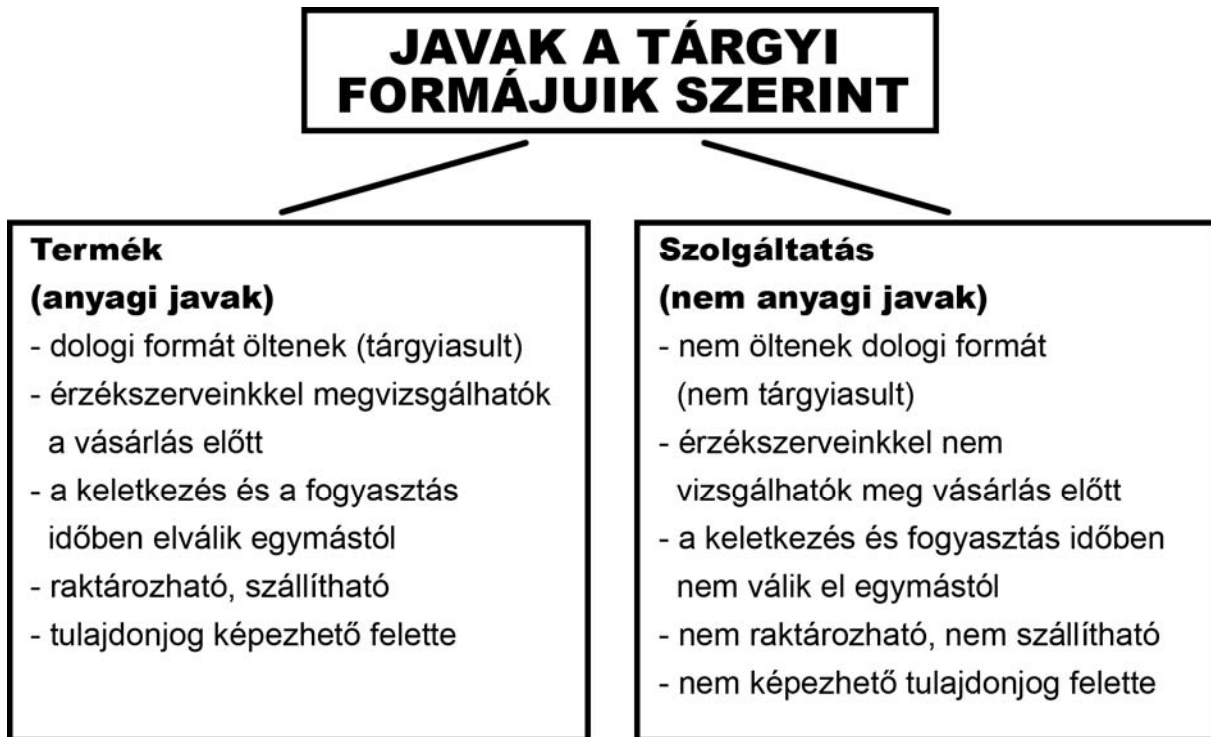 JAVAK A TÁRGYI
FORMÁJUIK SZERINT
Termék
(anyagi javak)
- dologi formát öltenek (tárgyiasult)
- érzékszerveinkkel megvizsgálhatók
a vásárlás előtt
- a keletkezés és a fogyasztás
időben elválik egymástól
- raktározható, szállítható
- tulajdonjog képezhető felette
Szolgáltatás
(nem anyagi javak)
- nem öltenek dologi formát
(nem tárgyiasult)
- érzékszerveinkkel nem
vizsgálhatók meg vásárlás előtt
- a keletkezés és fogyasztás időben
nem válik el egymástól
- nem raktározható, nem szállítható
- nem képezhető tulajdonjog felette